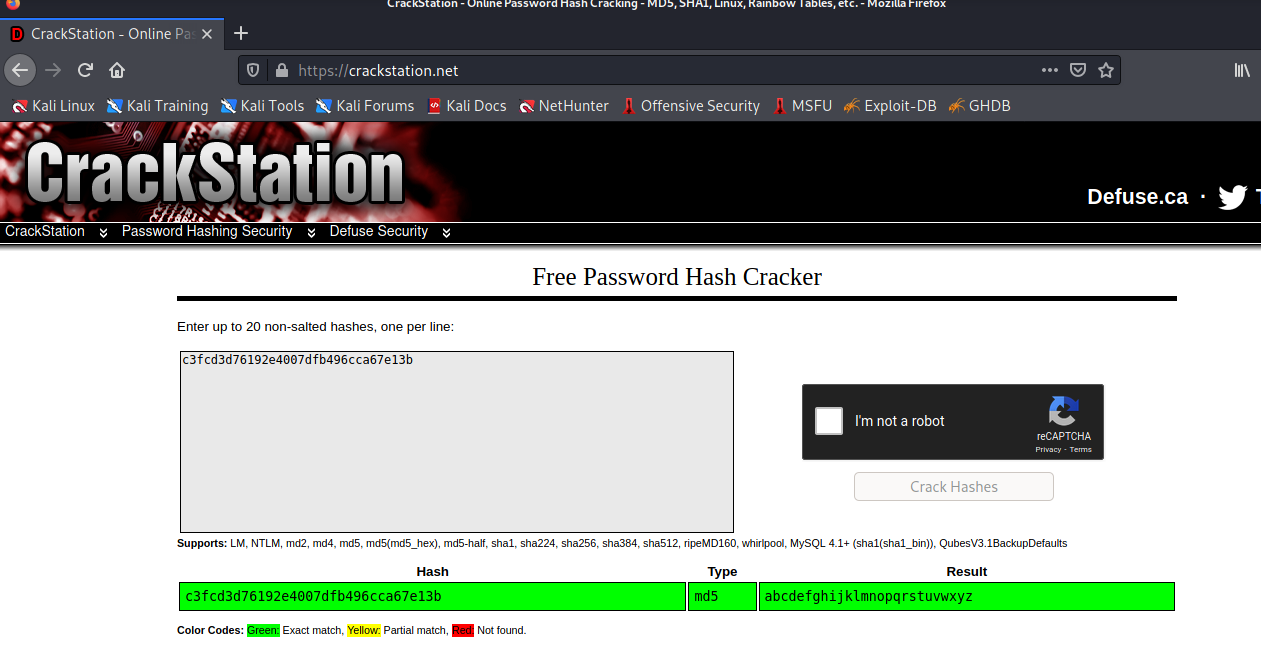 CrackStation - Online Password Hash Cracking - MD5, SHA1, Linux, Rainbow Tables, etc. - Mozilla Firefox
CrackStation - Online Pas
https://crackstation.net
Kali Linux Kali Training Kali Tools Kali Forums Kali Docs NetHunter Offensive Security MSFU Exploit-DB GHDB
CrackStation
Defuse.ca ·
CrackStation Password Hashing Security Defuse Security
Free Password Hash Cracker
Enter up to 20 non-salted hashes, one per line:
c3fcd3d76192e4007dfb496cca67e13b
I'm not a robot
reCAPTCHA
Privacy - Terms
Crack Hashes
Supports: LM, NTLM, md2, md4, md5, md5(md5_hex), md5-half, sha1, sha224, sha256, sha384, sha512, ripeMD160, whirlpool, MySQL 4.1+ (sha1(sha1_bin)), QubesV3.1BackupDefaults
Hash Type Result
c3fcd3d76192e4007dfb496cca67e13b md5 abcdefghijklmnopqrstuvwxyz
Color Codes: Green: Exact match, Yellow: Partial match, Red: Not found.